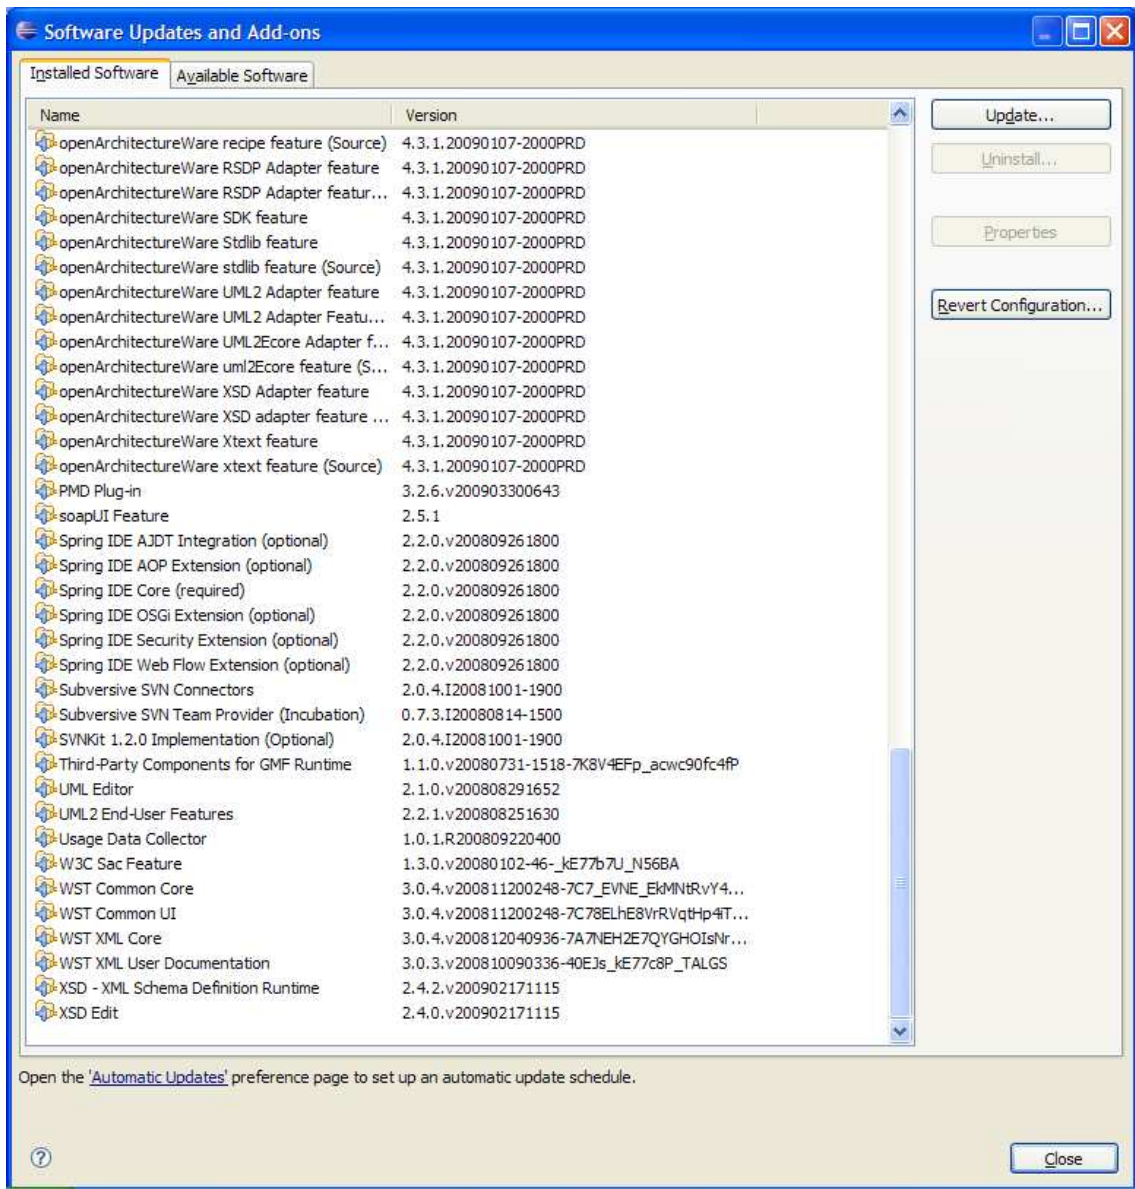 Software Updates and Add-ons
Installed Software Available Software
Name Version
openArchitectureWare recipe feature (Source) 4.3.1.20090107-2000PRD
openArchitectureWare RSDP Adapter feature 4.3.1.20090107-2000PRD
openArchitectureWare RSDP Adapter featur... 4.3.1.20090107-2000PRD
openArchitectureWare SDK feature 4.3.1.20090107-2000PRD
openArchitectureWare Stdlib feature 4.3.1.20090107-2000PRD
openArchitectureWare stdlib feature (Source) 4.3.1.20090107-2000PRD
openArchitectureWare UML2 Adapter feature 4.3.1.20090107-2000PRD
openArchitectureWare UML2 Adapter Featu... 4.3.1.20090107-2000PRD
openArchitectureWare UML2Ecore Adapter f... 4.3.1.20090107-2000PRD
openArchitectureWare uml2Ecore feature (S... 4.3.1.20090107-2000PRD
openArchitectureWare XSD Adapter feature 4.3.1.20090107-2000PRD
openArchitectureWare XSD adapter feature ... 4.3.1.20090107-2000PRD
openArchitectureWare Xtext feature 4.3.1.20090107-2000PRD
openArchitectureWare xtext feature (Source) 4.3.1.20090107-2000PRD
PMD Plug-in 3.2.6.v200903300643
soapUI Feature 2.5.1
Spring IDE AJDT Integration (optional) 2.2.0.v200809261800
Spring IDE AOP Extension (optional) 2.2.0.v200809261800
Spring IDE Core (required) 2.2.0.v200809261800
Spring IDE OSGi Extension (optional) 2.2.0.v200809261800
Spring IDE Security Extension (optional) 2.2.0.v200809261800
Spring IDE Web Flow Extension (optional) 2.2.0.v200809261800
Subversive SVN Connectors 2.0.4.I20081001-1900
Subversive SVN Team Provider (Incubation) 0.7.3.I20080814-1500
SVNKit 1.2.0 Implementation (Optional) 2.0.4.I20081001-1900
Third-Party Components for GMF Runtime 1.1.0.v20080731-1518-7K8V4EFp_acwc90fc4fP
UML Editor 2.1.0.v200808291652
UML2 End-User Features 2.2.1.v200808251630
Usage Data Collector 1.0.1.R200809220400
W3C Sac Feature 1.3.0.v20080102-46-_kE77b7U_N56BA
WST Common Core 3.0.4.v200811200248-7C7_EVNE_EkMNtRvY4...
WST Common UI 3.0.4.v200811200248-7C78ELhE8VrRVqtHp4iT...
WST XML Core 3.0.4.v200812040936-7A7NEH2E7QYGHOIsNr...
WST XML User Documentation 3.0.3.v200810090336-40EJs_kE77c8P_TALGS
XSD - XML Schema Definition Runtime 2.4.2.v200902171115
XSD Edit 2.4.0.v200902171115
Update...
Uninstall...
Properties
Revert Configuration...
Open the 'Automatic Updates' preference page to set up an automatic update schedule.
?
Close